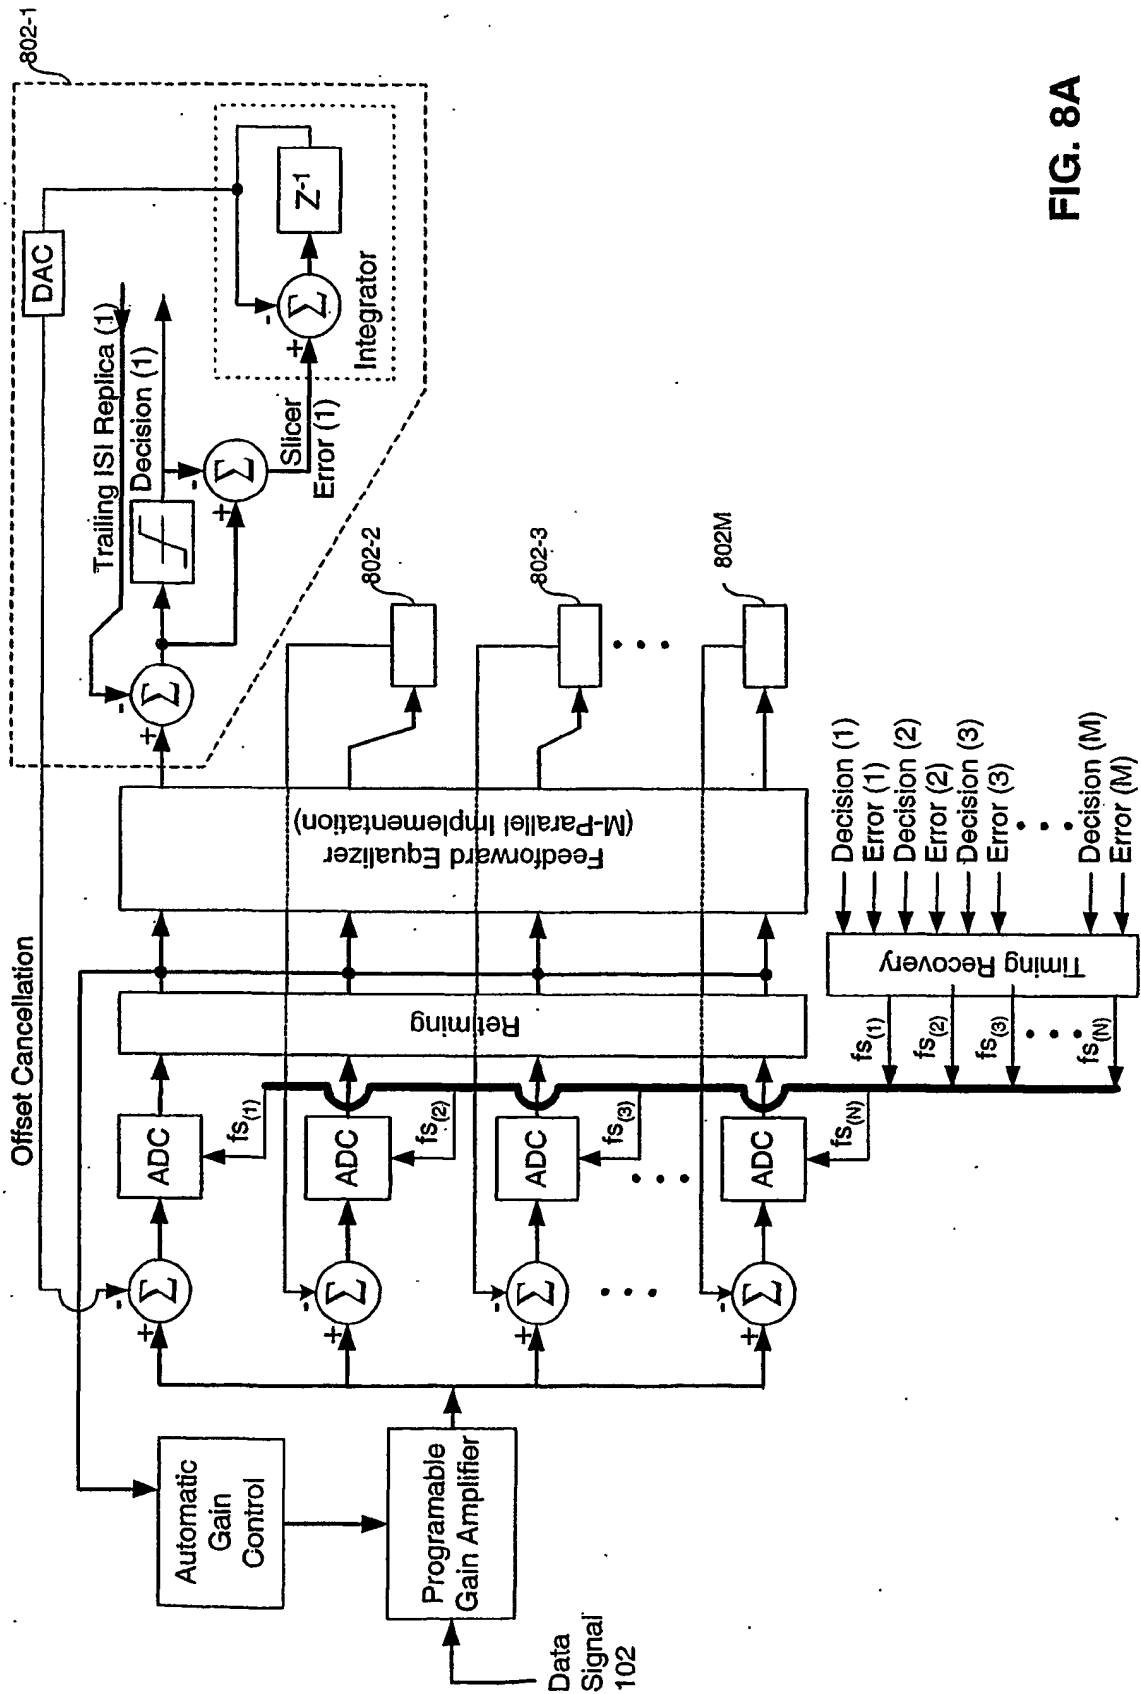 802-1
DAC
Trailing ISI Replica (1)
Decision (1)
-
+
Σ
-
+
Σ
Slicer
Error (1)
-
+
Σ
Z-1
Integrator
Offset Cancellation
Data
Signal
102
Automatic
Gain
Control
Programable
Gain Amplifier
-
+
Σ
ADC
fs(1)
-
+
Σ
ADC
fs(2)
-
+
Σ
ADC
fs(3)
-
+
Σ
ADC
fs(N)
Retiming
Feedforward Equalizer
(M-Parallel Implementation)
802-2
802-3
802M
Timing Recovery
fs(1)
fs(2)
fs(3)
fs(N)
Decision (1)
Error (1)
Decision (2)
Error (2)
Decision (3)
Error (3)
Decision (M)
Error (M)
FIG. 8A